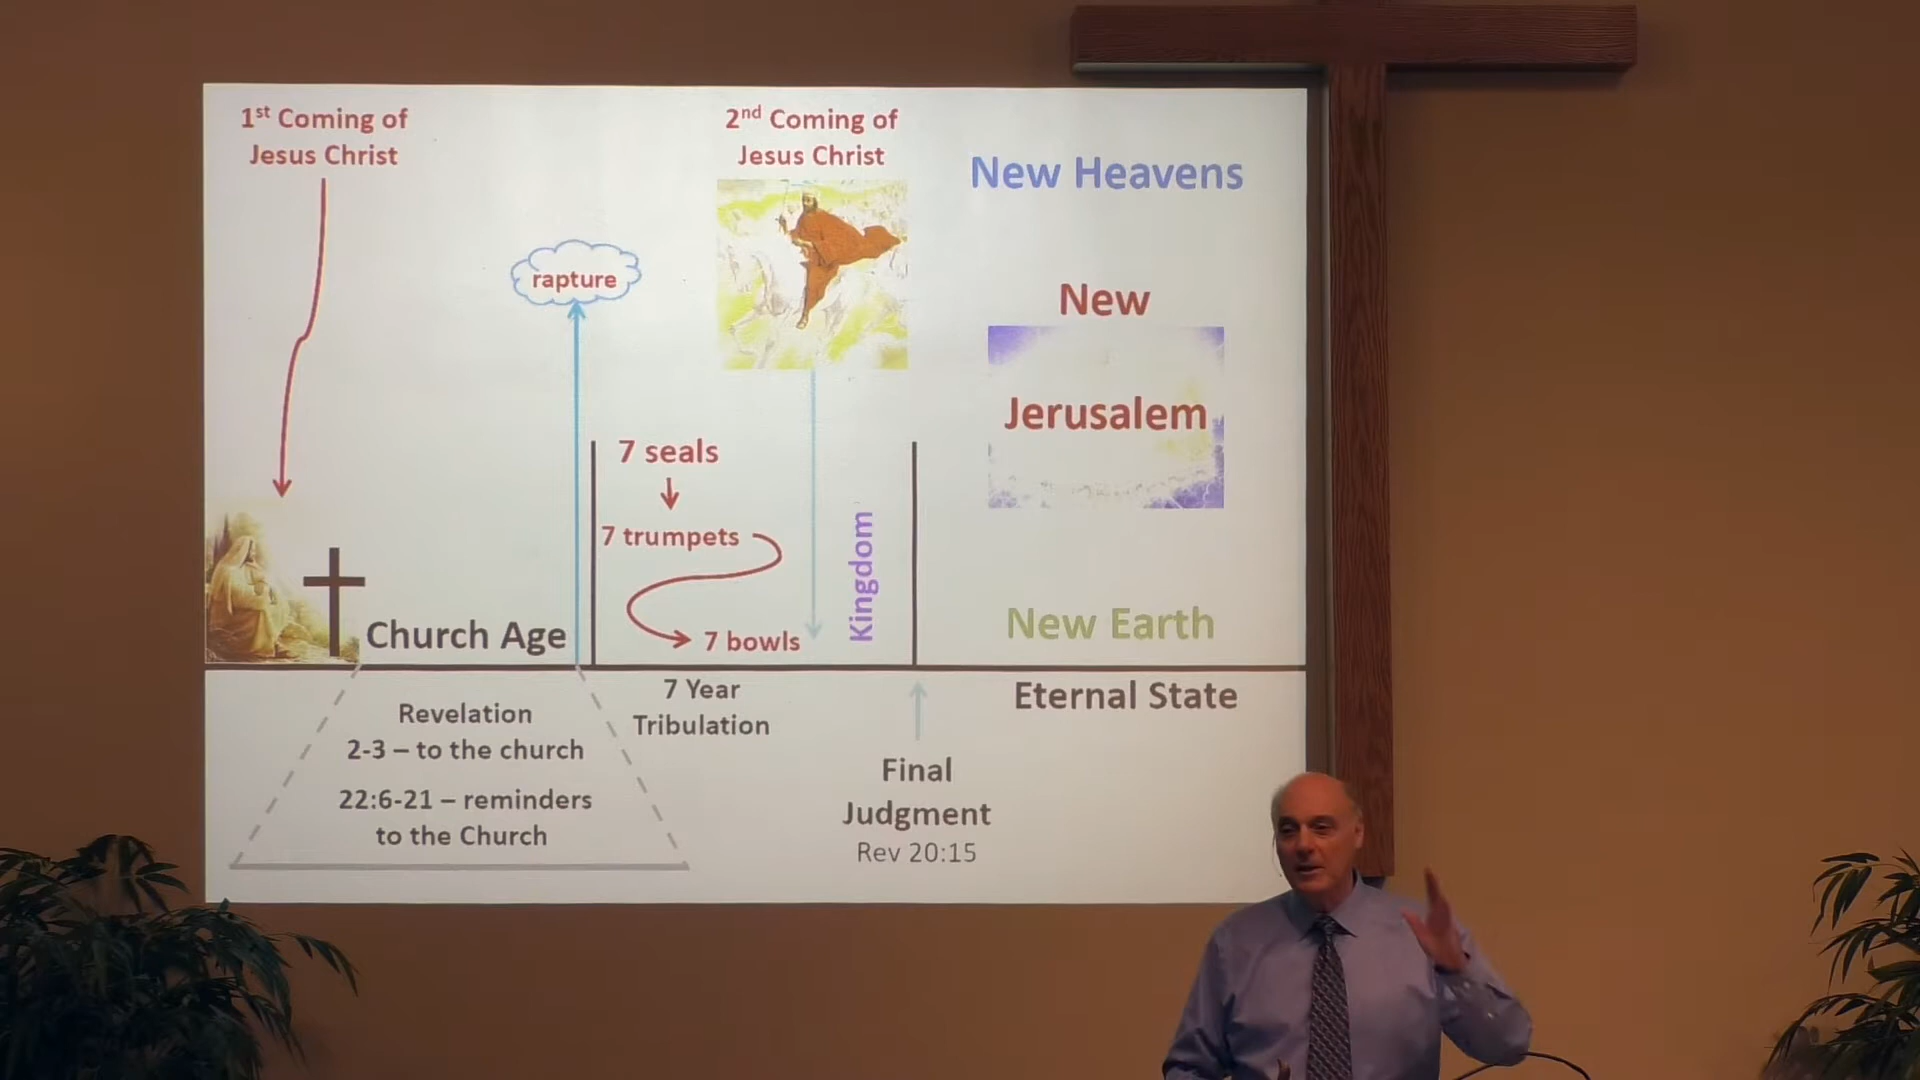 1st Coming of
Jesus Christ
2nd Coming of
Jesus Christ
New Heavens
rapture
New
Jerusalem
7 seals
7 trumpets
7 bowls
Kingdom
Church Age
New Earth
Revelation
2-3 – to the church
22:6-21 – reminders
to the Church
7 Year
Tribulation
Final
Judgment
Rev 20:15
Eternal State